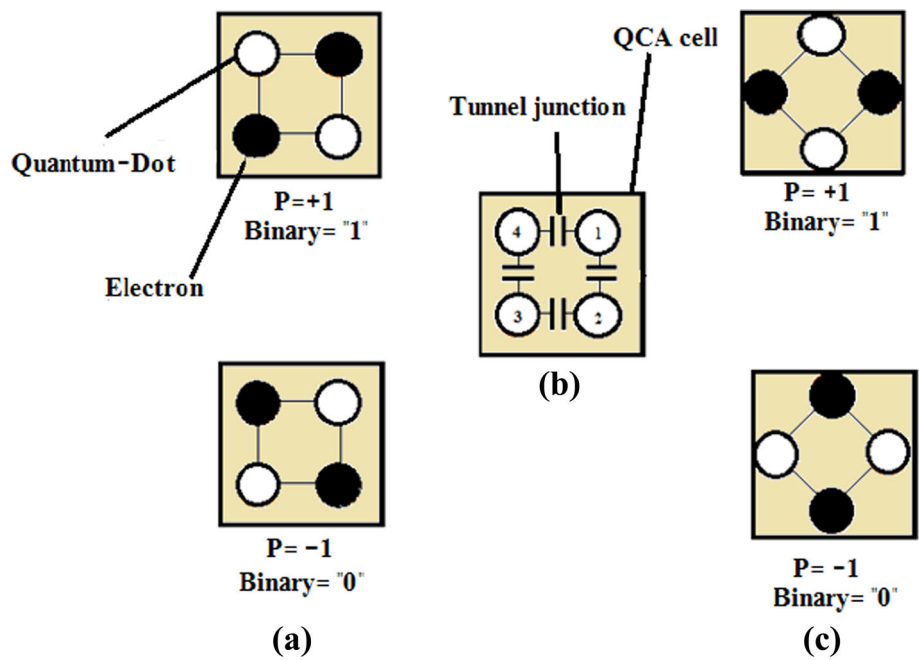 Quantum-Dot
P=+1
Binary= "1"
Electron
P= −1
Binary= "0"
(a)
QCA cell
Tunnel junction
4
1
3
2
(b)
P= +1
Binary= "1"
P= −1
Binary= "0"
(c)